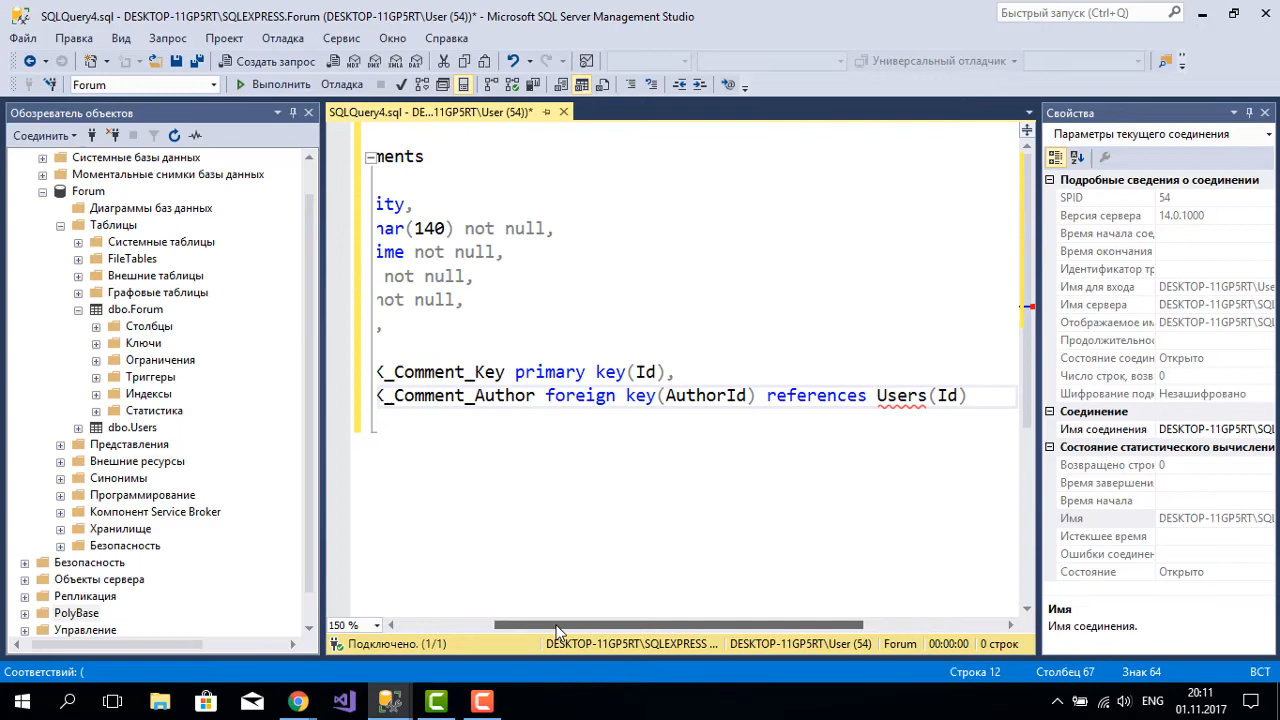 SQLQuery4.sql - DESKTOP-11GP5RT\SQLEXPRESS.Forum (DESKTOP-11GP5RT\User (54))* - Microsoft SQL Server Management Studio
Быстрый запуск (Ctrl+Q)
Файл Правка Вид Запрос Проект Отладка Сервис Окно Справка
Создать запрос
Универсальный отладчик
Forum
Выполнить Отладка
Обозреватель объектов
Соединить
Системные базы данных
Моментальные снимки базы данных
Forum
Диаграммы баз данных
Таблицы
Системные таблицы
FileTables
Внешние таблицы
Графовые таблицы
dbo.Forum
Столбцы
Ключи
Ограничения
Триггеры
Индексы
Статистика
dbo.Users
Представления
Внешние ресурсы
Синонимы
Программирование
Компонент Service Broker
Хранилище
Безопасность
Безопасность
Объекты сервера
Репликация
PolyBase
Управление
SQLQuery4.sql - DE...11GP5RT\User (54))*
ments
ity,
har(140) not null,
ime not null,
not null,
not null,
,
K_Comment_Key primary key(Id),
K_Comment_Author foreign key(AuthorId) references Users(Id)
150 %
Подключено. (1/1)
DESKTOP-11GP5RT\SQLEXPRESS ...
DESKTOP-11GP5RT\User (54)
Forum
00:00:00
0 строк
Свойства
Параметры текущего соединения
Подробные сведения о соединении
SPID 54
Версия сервера 14.0.1000
Время начала сое
Время окончания
Идентификатор тр
Имя для входа DESKTOP-11GP5RT\Use
Имя сервера DESKTOP-11GP5RT\SQ
Отображаемое им DESKTOP-11GP5RT\SQ
Продолжительнос
Состояние соедин Открыто
Число строк, возв 0
Шифрование подк Незашифровано
Имя соединения
Имя соединения DESKTOP-11GP5RT\SQ
Состояние статистического вычислени
Возвращено строк 0
Время завершени
Время начала
Имя DESKTOP-11GP5RT\SQ
Истекшее время
Ошибки соединен
Состояние Открыто
Имя
Имя соединения.
Соответствий: (
Строка 12
Столбец 67
Знак 64
ВСТ
ENG
20:11
01.11.2017